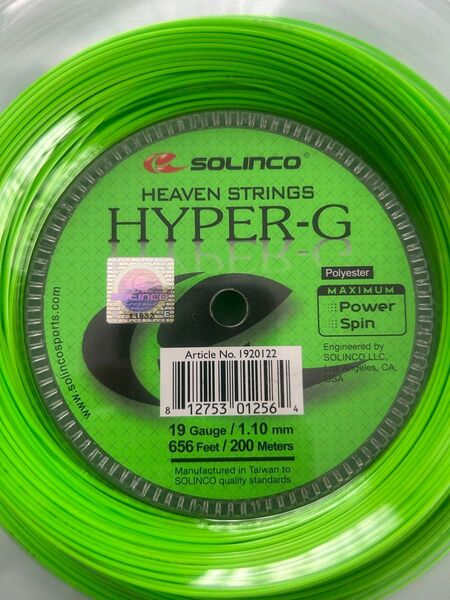 SOLINCO®
HEAVEN STRINGS
HYPER-G
Polyester
MAXIMUM
Power
Spin
SOLINCO
www.solincosports.com
Engineered by
SOLINCO, LLC,
Los Angeles, CA,
USA
Article No. 1920122
8 12753 01256 4
19 Gauge / 1.10 mm
656 Feet / 200 Meters
Manufactured in Taiwan to
SOLINCO quality standards